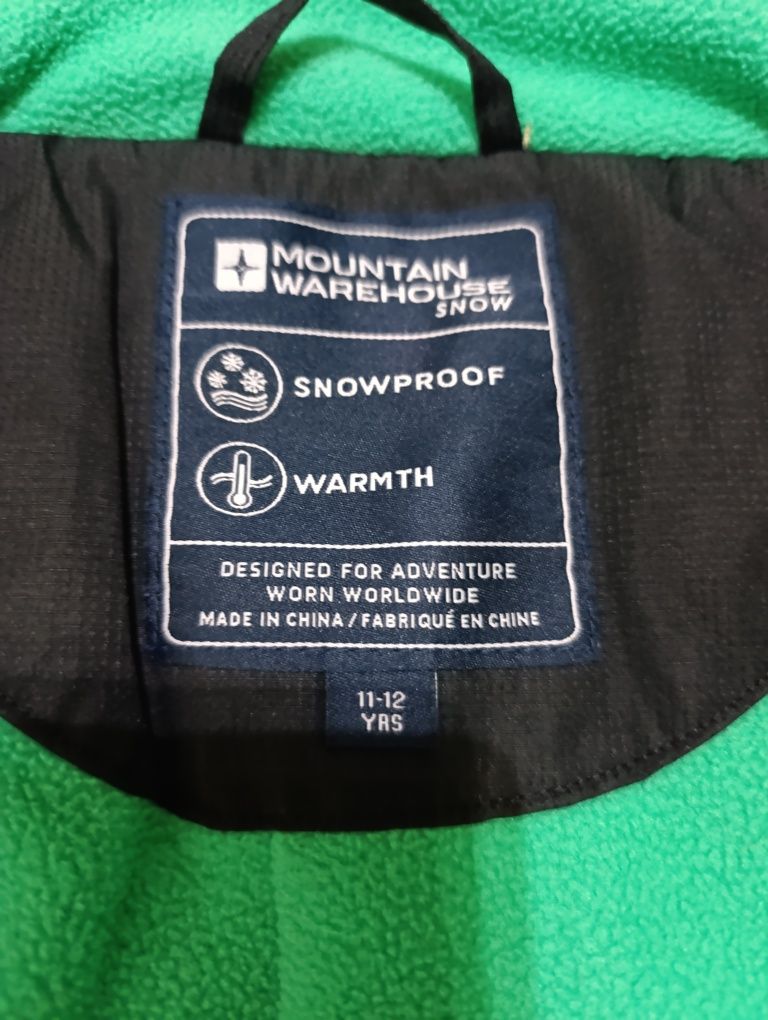 MOUNTAIN
WAREHOUSE
SNOW
SNOWPROOF
WARMTH
DESIGNED FOR ADVENTURE
WORN WORLDWIDE
MADE IN CHINA / FABRIQUÉ EN CHINE
11-12
YRS